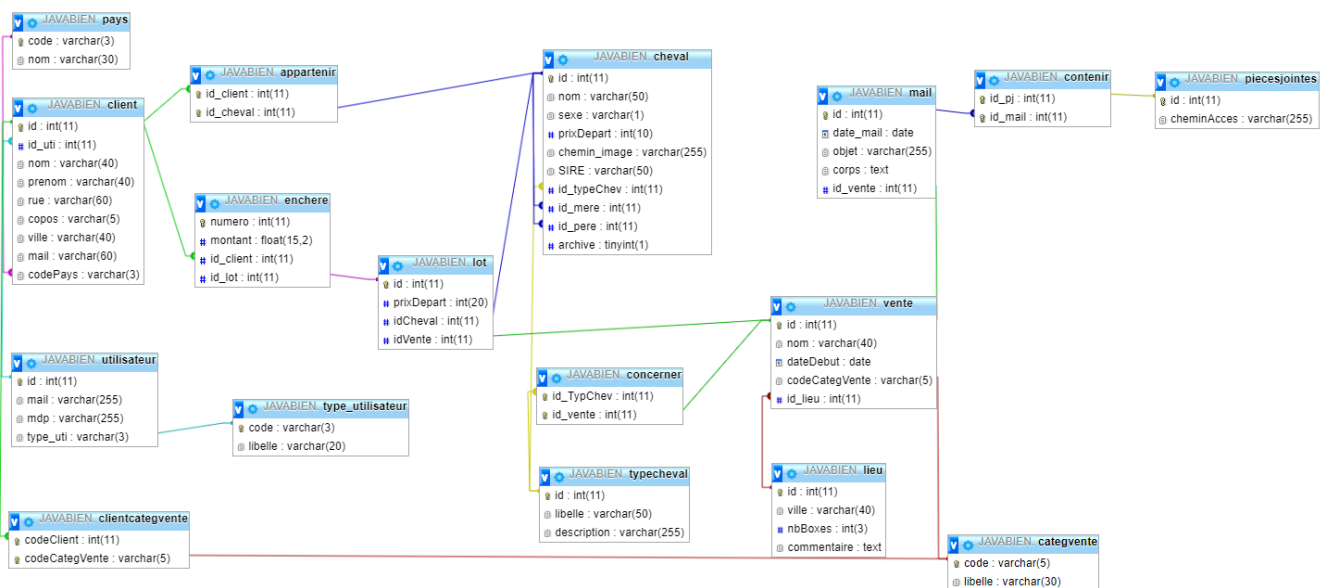 JAVABIEN. pays
code : varchar(3)
nom : varchar(30)
JAVABIEN. client
id : int(11)
id_uti : int(11)
nom : varchar(40)
prenom : varchar(40)
rue : varchar(60)
copos : varchar(5)
ville : varchar(40)
mail : varchar(60)
codePays : varchar(3)
JAVABIEN. appartenir
id_client : int(11)
id_cheval : int(11)
JAVABIEN. enchere
numero : int(11)
montant : float(15,2)
id_client : int(11)
id_lot : int(11)
JAVABIEN. lot
id : int(11)
prixDepart : int(20)
idCheval : int(11)
idVente : int(11)
JAVABIEN. cheval
id : int(11)
nom : varchar(50)
sexe : varchar(1)
prixDepart : int(10)
chemin_image : varchar(255)
SIRE : varchar(50)
id_typeChev : int(11)
id_mere : int(11)
id_pere : int(11)
archive : tinyint(1)
JAVABIEN. mail
id : int(11)
date_mail : date
objet : varchar(255)
corps : text
id_vente : int(11)
JAVABIEN. contenir
id_pj : int(11)
id_mail : int(11)
JAVABIEN. piecesjointes
id : int(11)
cheminAcces : varchar(255)
JAVABIEN. vente
id : int(11)
nom : varchar(40)
dateDebut : date
codeCategVente : varchar(5)
id_lieu : int(11)
JAVABIEN. utilisateur
id : int(11)
mail : varchar(255)
mdp : varchar(255)
type_uti : varchar(3)
JAVABIEN. type_utilisateur
code : varchar(3)
libelle : varchar(20)
JAVABIEN. concerner
id_TypChev : int(11)
id_vente : int(11)
JAVABIEN. typecheval
id : int(11)
libelle : varchar(50)
description : varchar(255)
JAVABIEN. lieu
id : int(11)
ville : varchar(40)
nbBoxes : int(3)
commentaire : text
JAVABIEN. clientcategvente
codeClient : int(11)
codeCategVente : varchar(5)
JAVABIEN. categvente
code : varchar(5)
libelle : varchar(30)